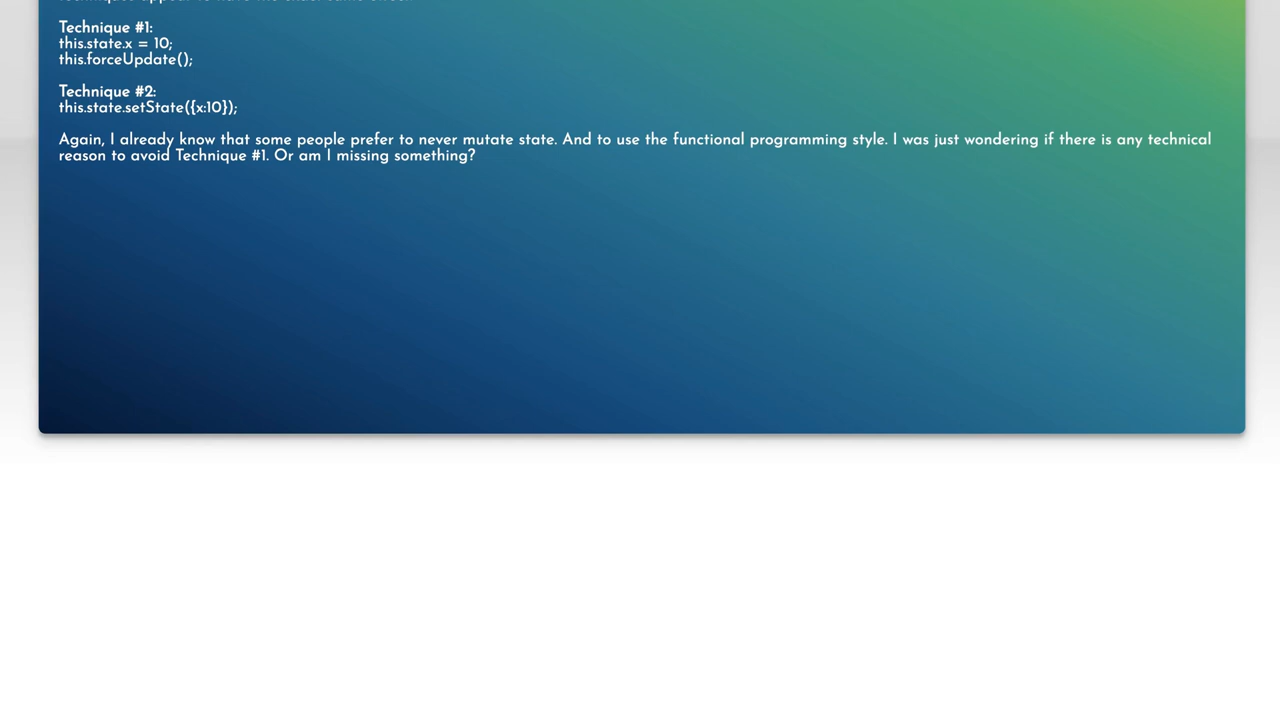 Technique #1:
this.state.x = 10;
this.forceUpdate();
Technique #2:
this.state.setState({x:10});
Again, I already know that some people prefer to never mutate state. And to use the functional programming style. I was just wondering if there is any technical
reason to avoid Technique #1. Or am I missing something?